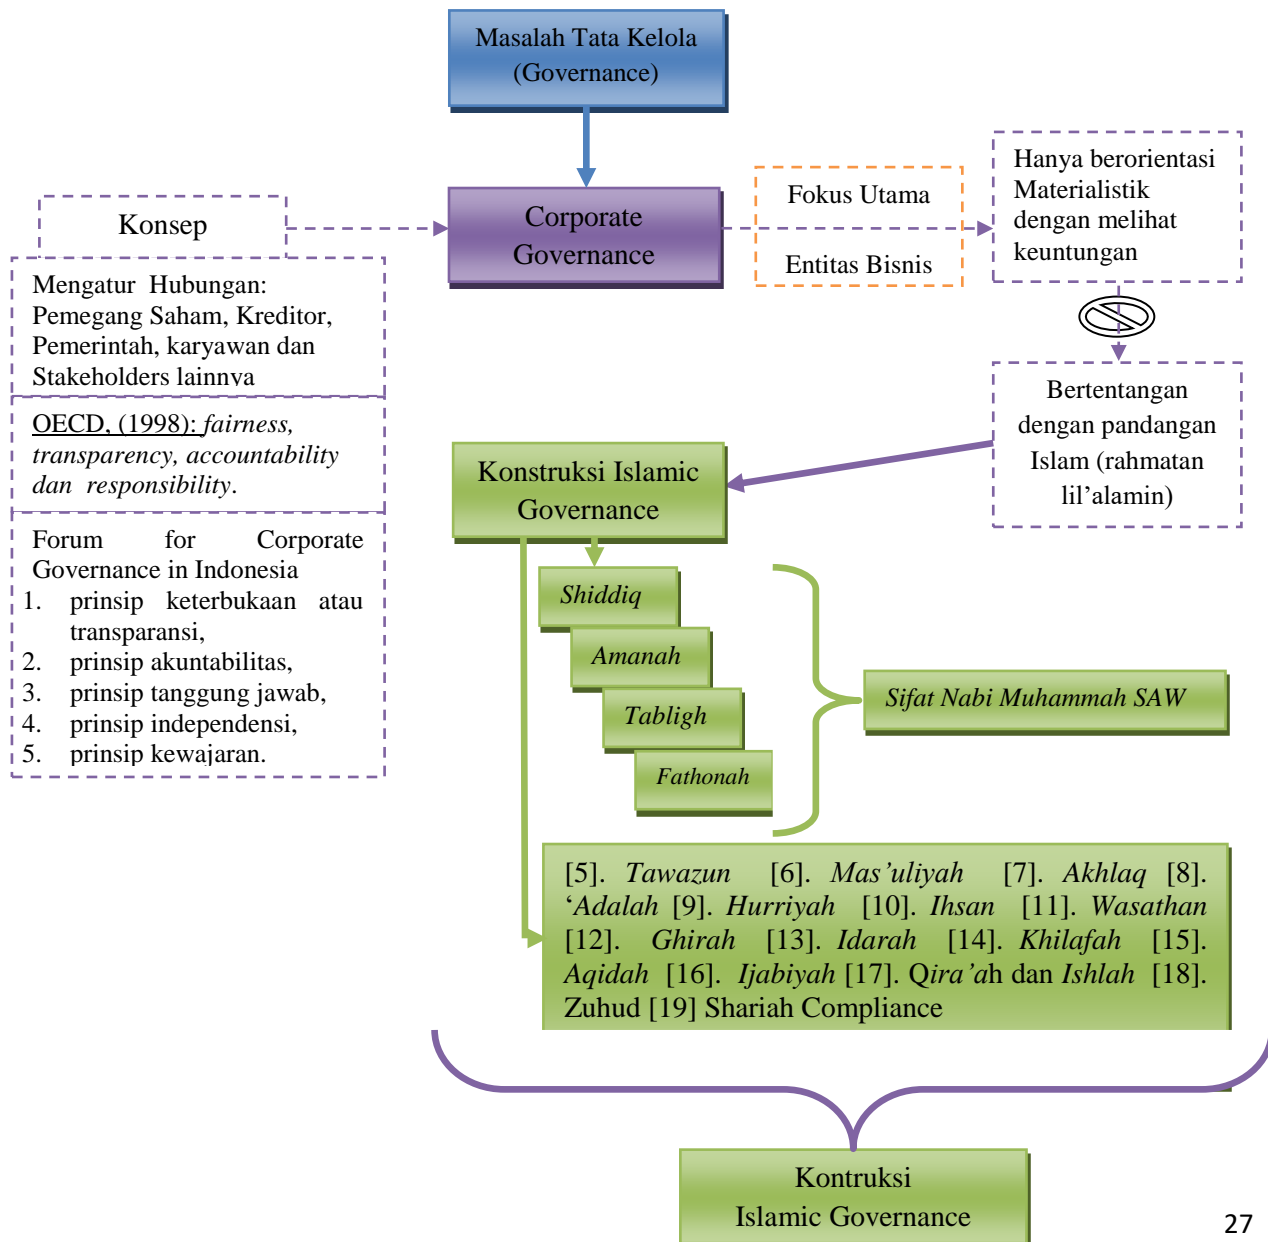 Masalah Tata Kelola
(Governance)
Corporate
Governance
Fokus Utama
Entitas Bisnis
Hanya berorientasi
Materialistik
dengan melihat
keuntungan
Konsep
Mengatur Hubungan:
Pemegang Saham, Kreditor,
Pemerintah, karyawan dan
Stakeholders lainnya
OECD, (1998): fairness,
transparency, accountability
dan responsibility.
Forum for Corporate
Governance in Indonesia
1. prinsip keterbukaan atau
transparansi,
2. prinsip akuntabilitas,
3. prinsip tanggung jawab,
4. prinsip independensi,
5. prinsip kewajaran.
Bertentangan
dengan pandangan
Islam (rahmatan
lil’alamin)
Konstruksi Islamic
Governance
Shiddiq
Amanah
Tabligh
Fathonah
Sifat Nabi Muhammah SAW
[5]. Tawazun [6]. Mas’uliyah [7]. Akhlaq [8].
‘Adalah [9]. Hurriyah [10]. Ihsan [11]. Wasathan
[12]. Ghirah [13]. Idarah [14]. Khilafah [15].
Aqidah [16]. Ijabiyah [17]. Qira’ah dan Ishlah [18].
Zuhud [19] Shariah Compliance
Kontruksi
Islamic Governance
27